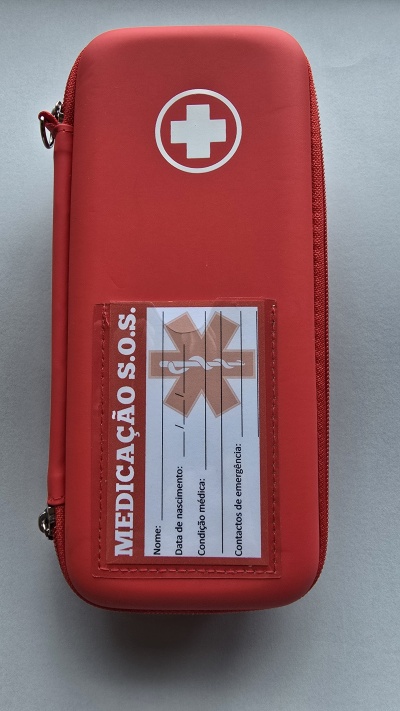 MEDICAÇÃO S.O.S.
Nome:
Data de nascimento: / /
Condição médica:
Contactos de emergência: